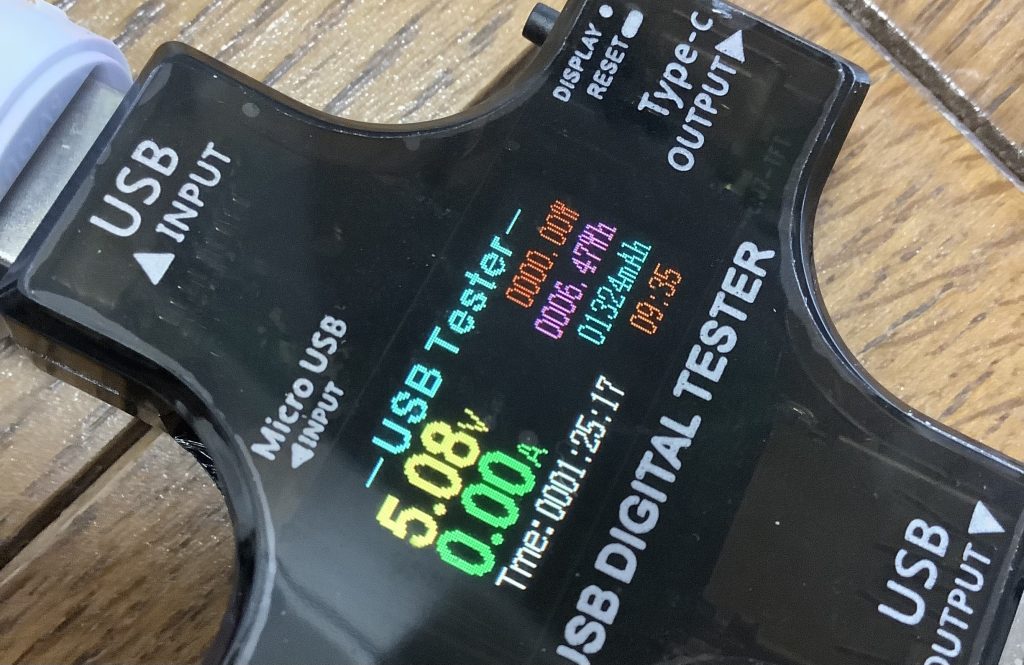 DISPLAY
RESET
Type-C
OUTPUT
USB
INPUT
Micro USB
INPUT
-USB Tester-
5.08V
0.00A
0000.00W
0006.47Wh
01324mAh
09:35
Tme:0001:25:17
USB DIGITAL TESTER
USB
OUTPUT